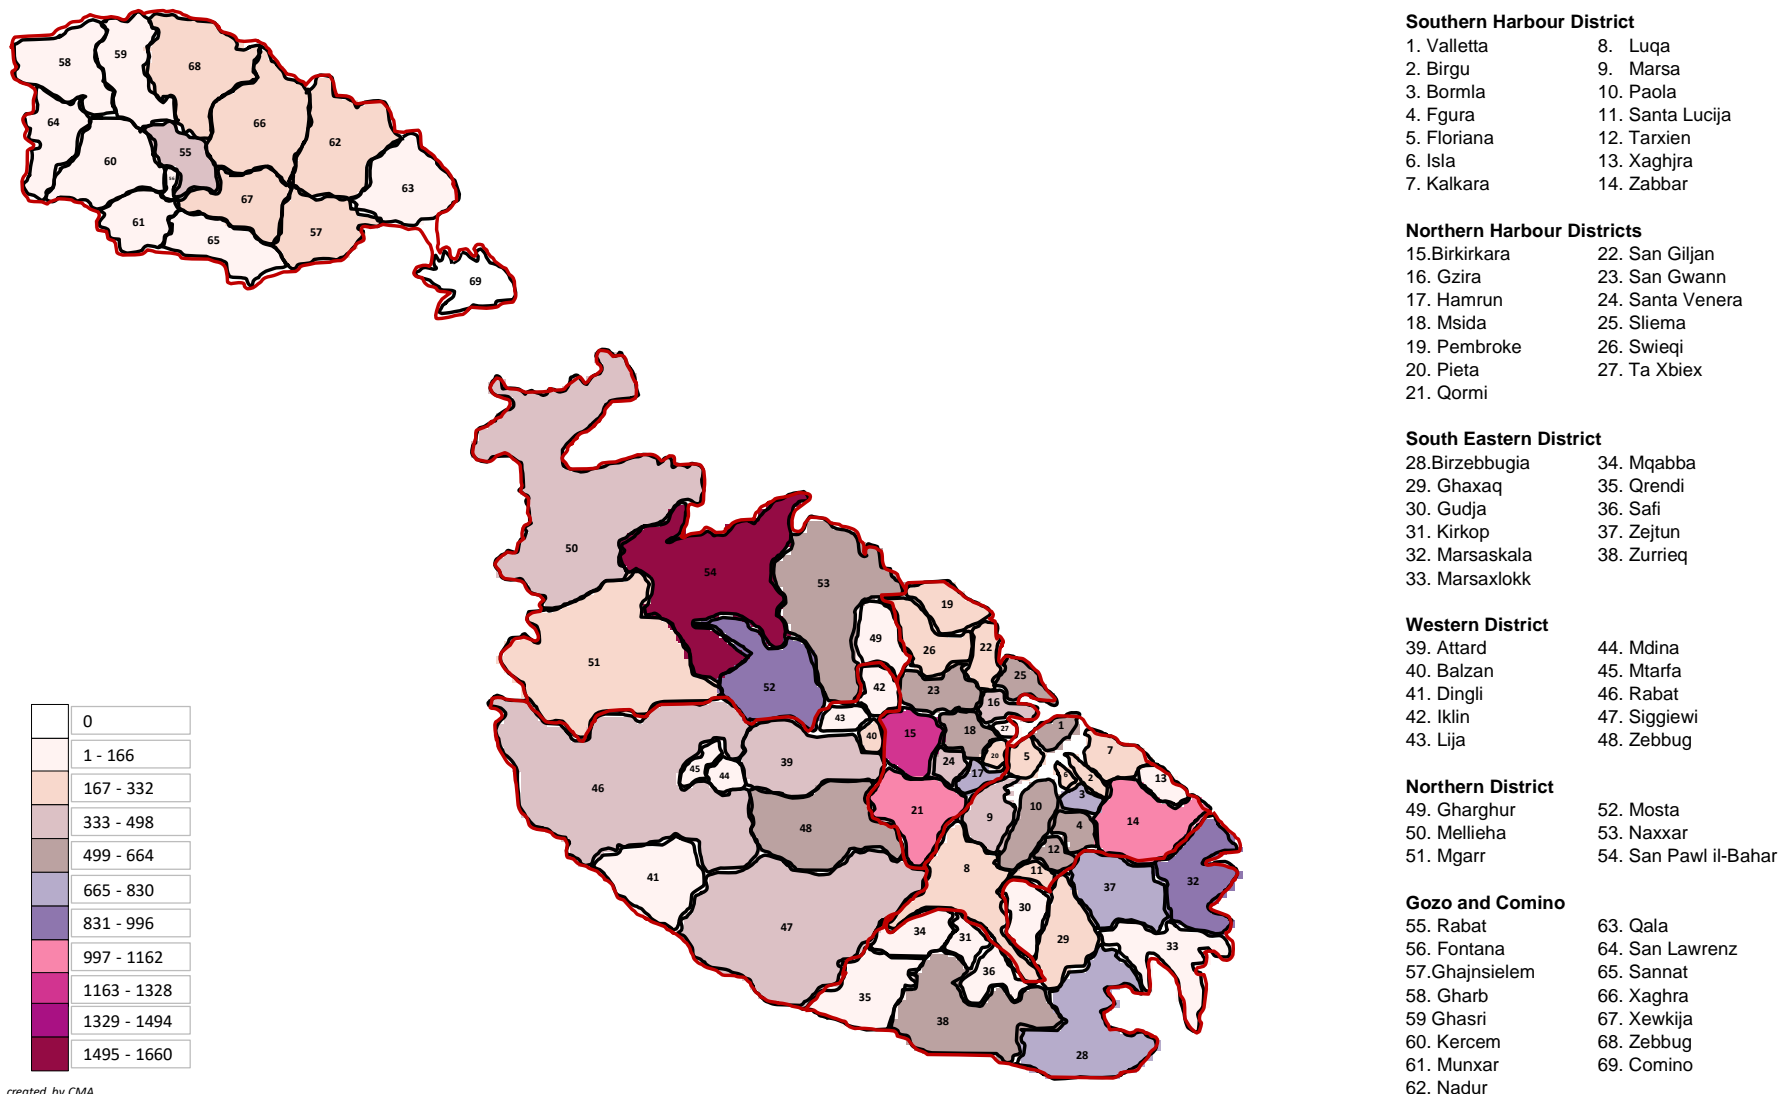 Southern Harbour District
1. Valletta 8. Luqa
2. Birgu 9. Marsa
3. Bormla 10. Paola
4. Fgura 11. Santa Lucija
5. Floriana 12. Tarxien
6. Isla 13. Xaghjra
7. Kalkara 14. Zabbar
Northern Harbour Districts
15.Birkirkara 22. San Giljan
16. Gzira 23. San Gwann
17. Hamrun 24. Santa Venera
18. Msida 25. Sliema
19. Pembroke 26. Swieqi
20. Pieta 27. Ta Xbiex
21. Qormi
South Eastern District
28.Birzebbugia 34. Mqabba
29. Ghaxaq 35. Qrendi
30. Gudja 36. Safi
31. Kirkop 37. Zejtun
32. Marsaskala 38. Zurrieq
33. Marsaxlokk
Western District
39. Attard 44. Mdina
40. Balzan 45. Mtarfa
41. Dingli 46. Rabat
42. Iklin 47. Siggiewi
43. Lija 48. Zebbug
Northern District
49. Gharghur 52. Mosta
50. Mellieha 53. Naxxar
51. Mgarr 54. San Pawl il-Bahar
Gozo and Comino
55. Rabat 63. Qala
56. Fontana 64. San Lawrenz
57.Ghajnsielem 65. Sannat
58. Gharb 66. Xaghra
59 Ghasri 67. Xewkija
60. Kercem 68. Zebbug
61. Munxar 69. Comino
62. Nadur
59
58
68
64
66
62
55
60
56
63
67
61
57
65
69
50
54
53
19
49
22
26
51
25
42
52
23
16
43
1
27
15
18
40
7
5
20
24
39
45
44
17
6
2
13
46
3
10
21
9
14
4
48
12
8
11
41
32
37
30
47
34
31
29
33
36
35
38
28
0
1 - 166
167 - 332
333 - 498
499 - 664
665 - 830
831 - 996
997 - 1162
1163 - 1328
1329 - 1494
1495 - 1660
created by CMA